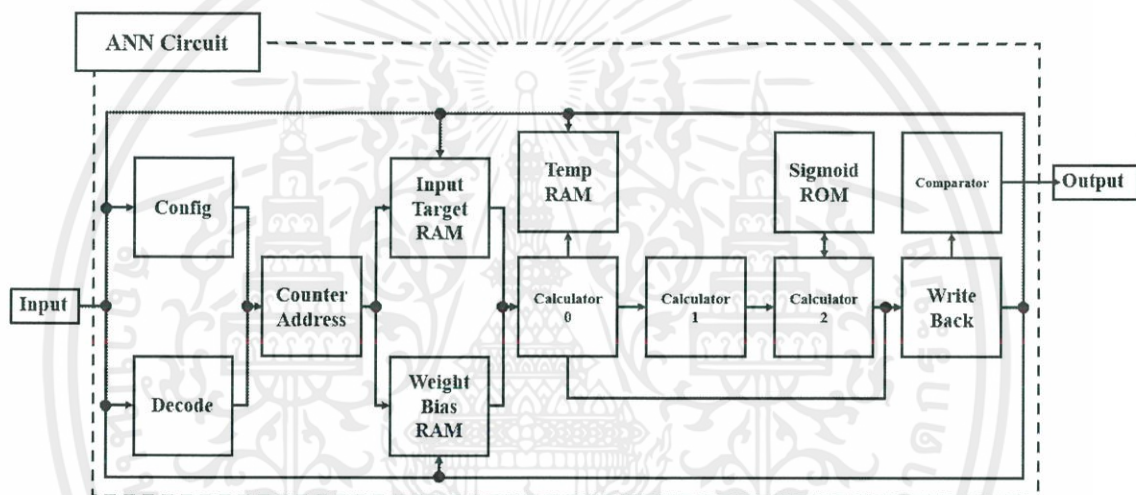 ANN Circuit
Config
Input
Target
RAM
Temp
RAM
Sigmoid
ROM
Comparator
Output
Input
Counter
Address
Calculator
0
Calculator
1
Calculator
2
Write
Back
Decode
Weight
Bias
RAM